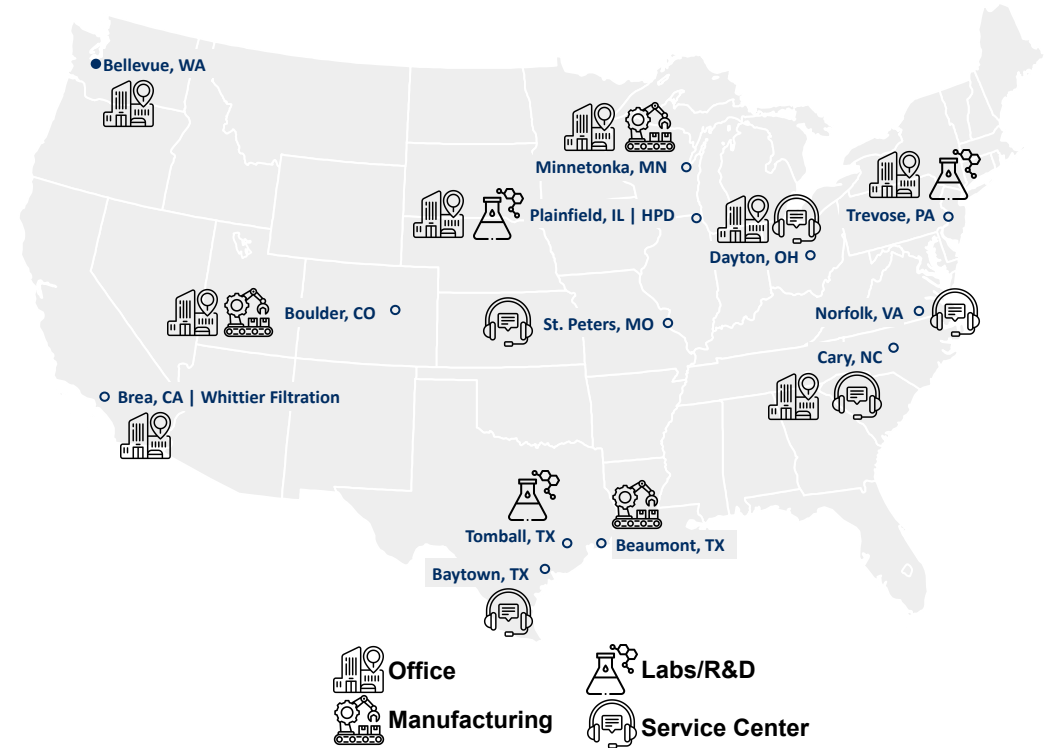 Bellevue, WA
Minnetonka, MN
Plainfield, IL | HPD
Trevose, PA
Dayton, OH
Boulder, CO
St. Peters, MO
Norfolk, VA
Cary, NC
Brea, CA | Whittier Filtration
Tomball, TX
Beaumont, TX
Baytown, TX
Office
Labs/R&D
Manufacturing
Service Center